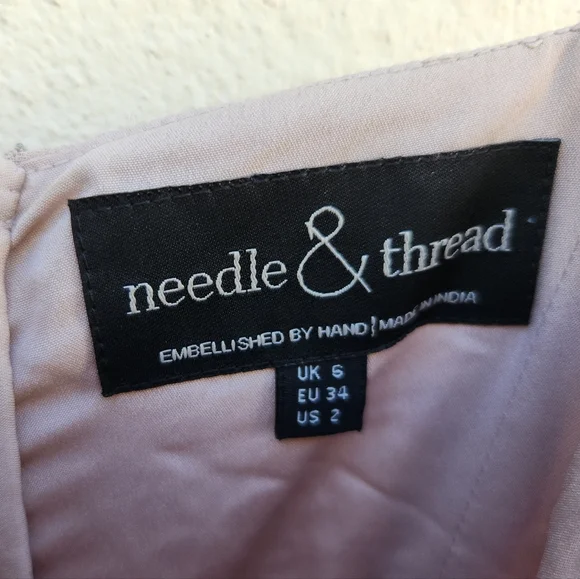 needle & thread
EMBELLISHED BY HAND | MADE IN INDIA
UK 6
EU 34
US 2